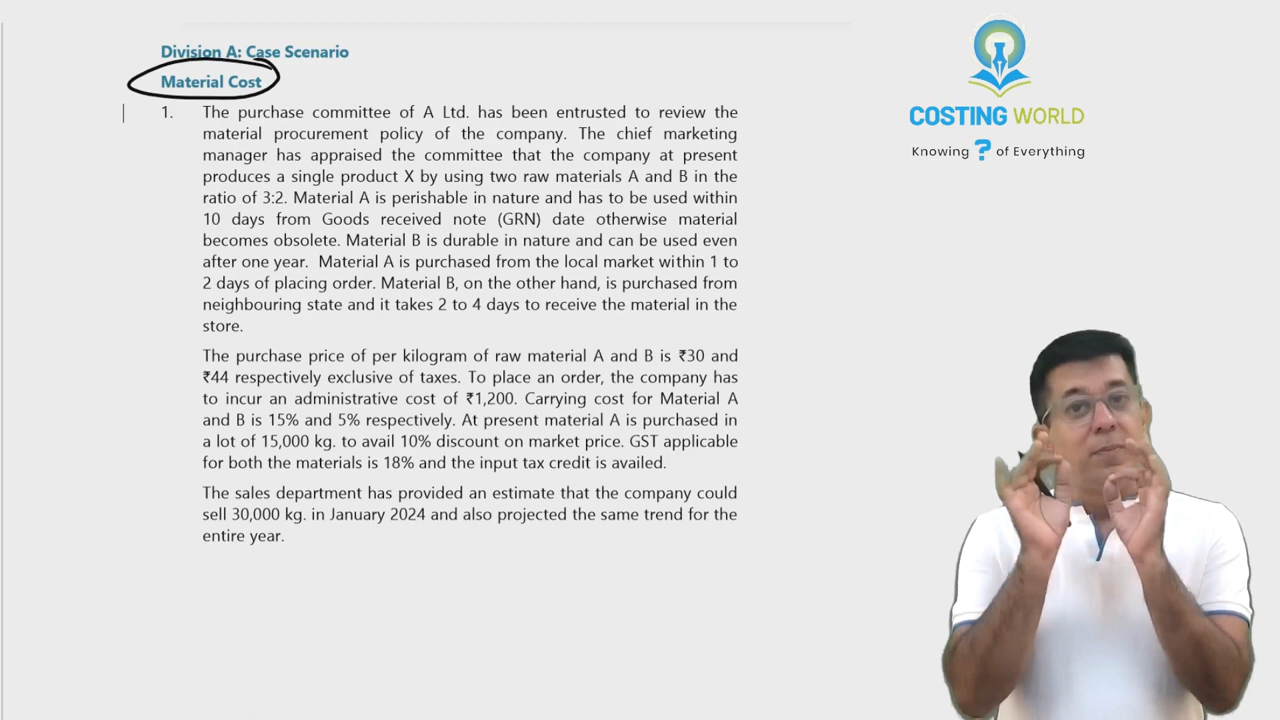 Division A: Case Scenario
Material Cost
1. The purchase committee of A Ltd. has been entrusted to review the
material procurement policy of the company. The chief marketing
manager has appraised the committee that the company at present
produces a single product X by using two raw materials A and B in the
ratio of 3:2. Material A is perishable in nature and has to be used within
10 days from Goods received note (GRN) date otherwise material
becomes obsolete. Material B is durable in nature and can be used even
after one year. Material A is purchased from the local market within 1 to
2 days of placing order. Material B, on the other hand, is purchased from
neighbouring state and it takes 2 to 4 days to receive the material in the
store.
The purchase price of per kilogram of raw material A and B is ₹30 and
₹44 respectively exclusive of taxes. To place an order, the company has
to incur an administrative cost of ₹1,200. Carrying cost for Material A
and B is 15% and 5% respectively. At present material A is purchased in
a lot of 15,000 kg. to avail 10% discount on market price. GST applicable
for both the materials is 18% and the input tax credit is availed.
The sales department has provided an estimate that the company could
sell 30,000 kg. in January 2024 and also projected the same trend for the
entire year.
COSTING WORLD
Knowing ? of Everything